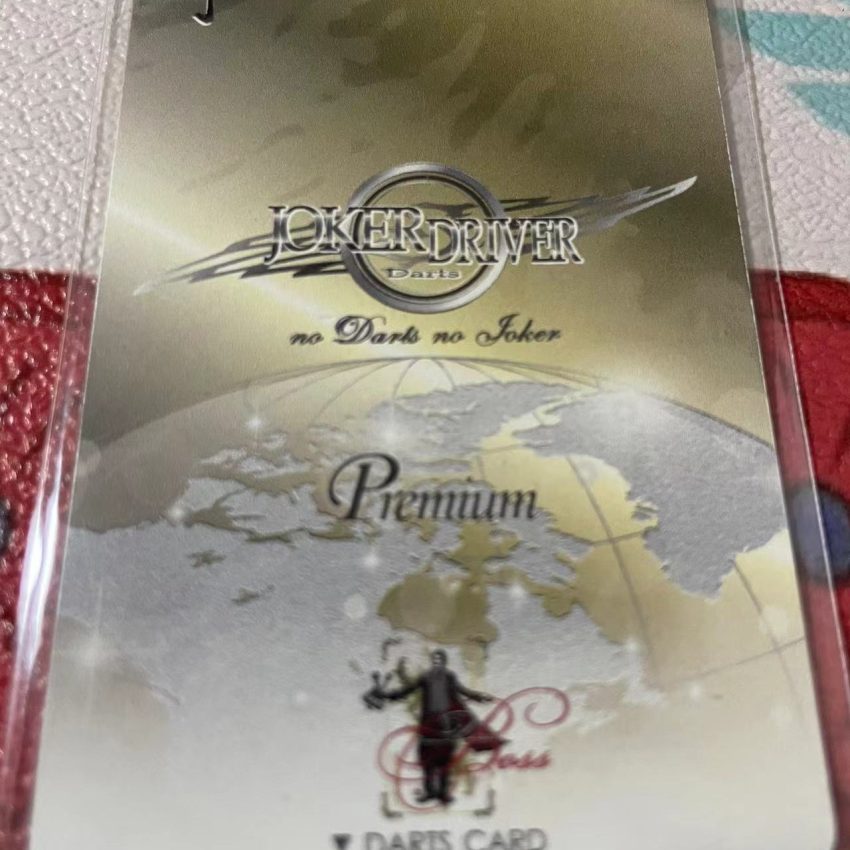 JOKER DRIVER
Darts
no Darts no Joker
Premium
Boss
▼ DARTS CARD